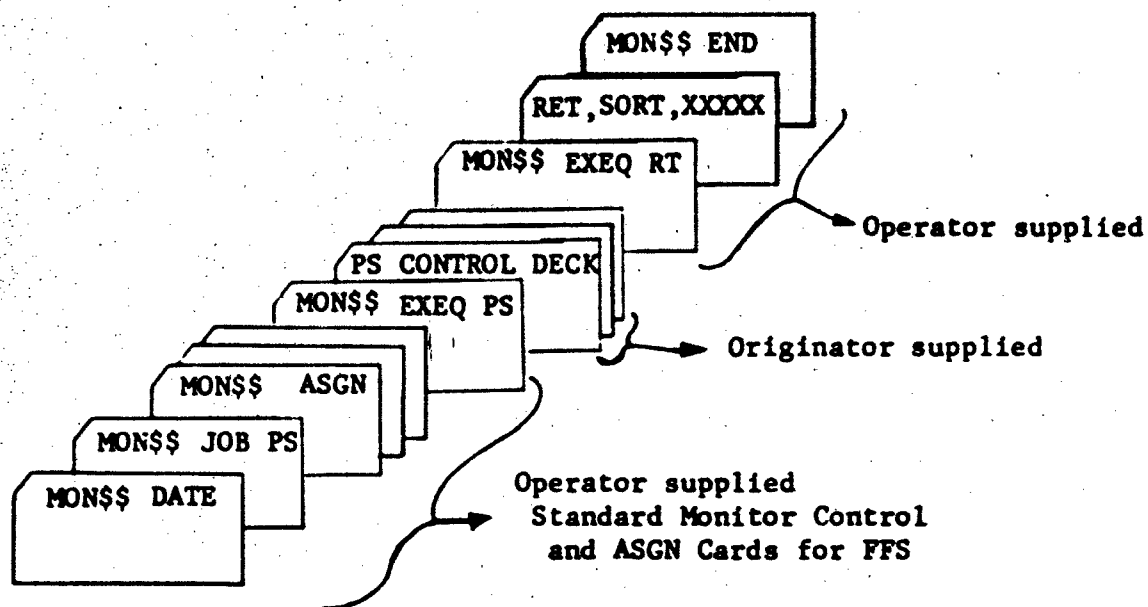 MON$$ END
RET,SORT,XXXXX
MON$$ EXEQ RT
Operator supplied
PS CONTROL DECK
MON$$ EXEQ PS
Originator supplied
MON$$ ASGN
MON$$ JOB PS
MON$$ DATE
Operator supplied
Standard Monitor Control
and ASGN Cards for FFS